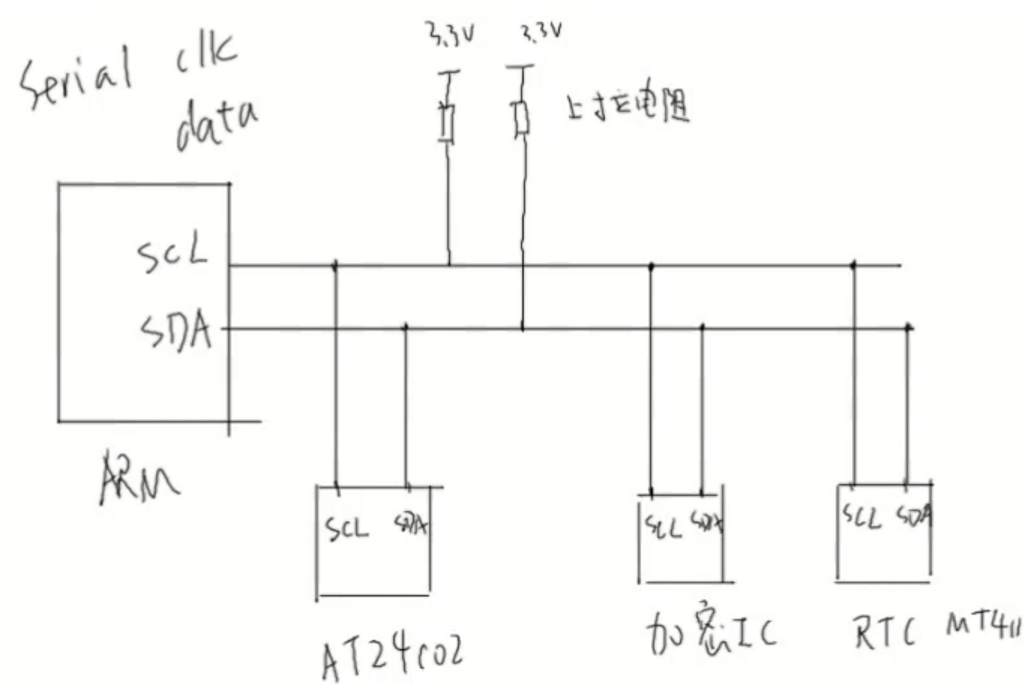 3.3V 3.3V
Serial clk
data
上拉电阻
SCL
SDA
ARM
SCL SDA
SCL SDA
SCL SDA
AT24C02
加密IC
RTC